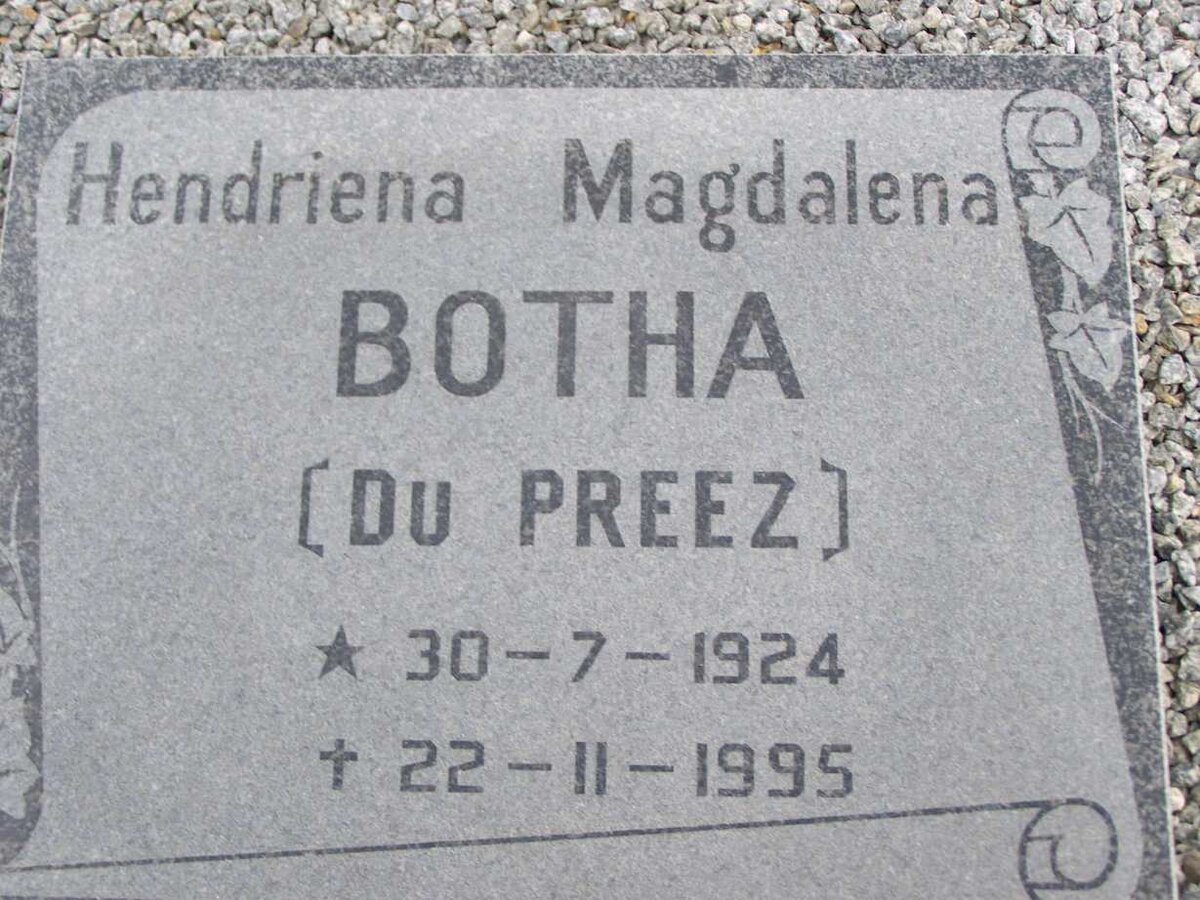 Hendriena Magdalena
BOTHA
(DU PREEZ)
★ 30-7-1924
✝ 22-11-1995